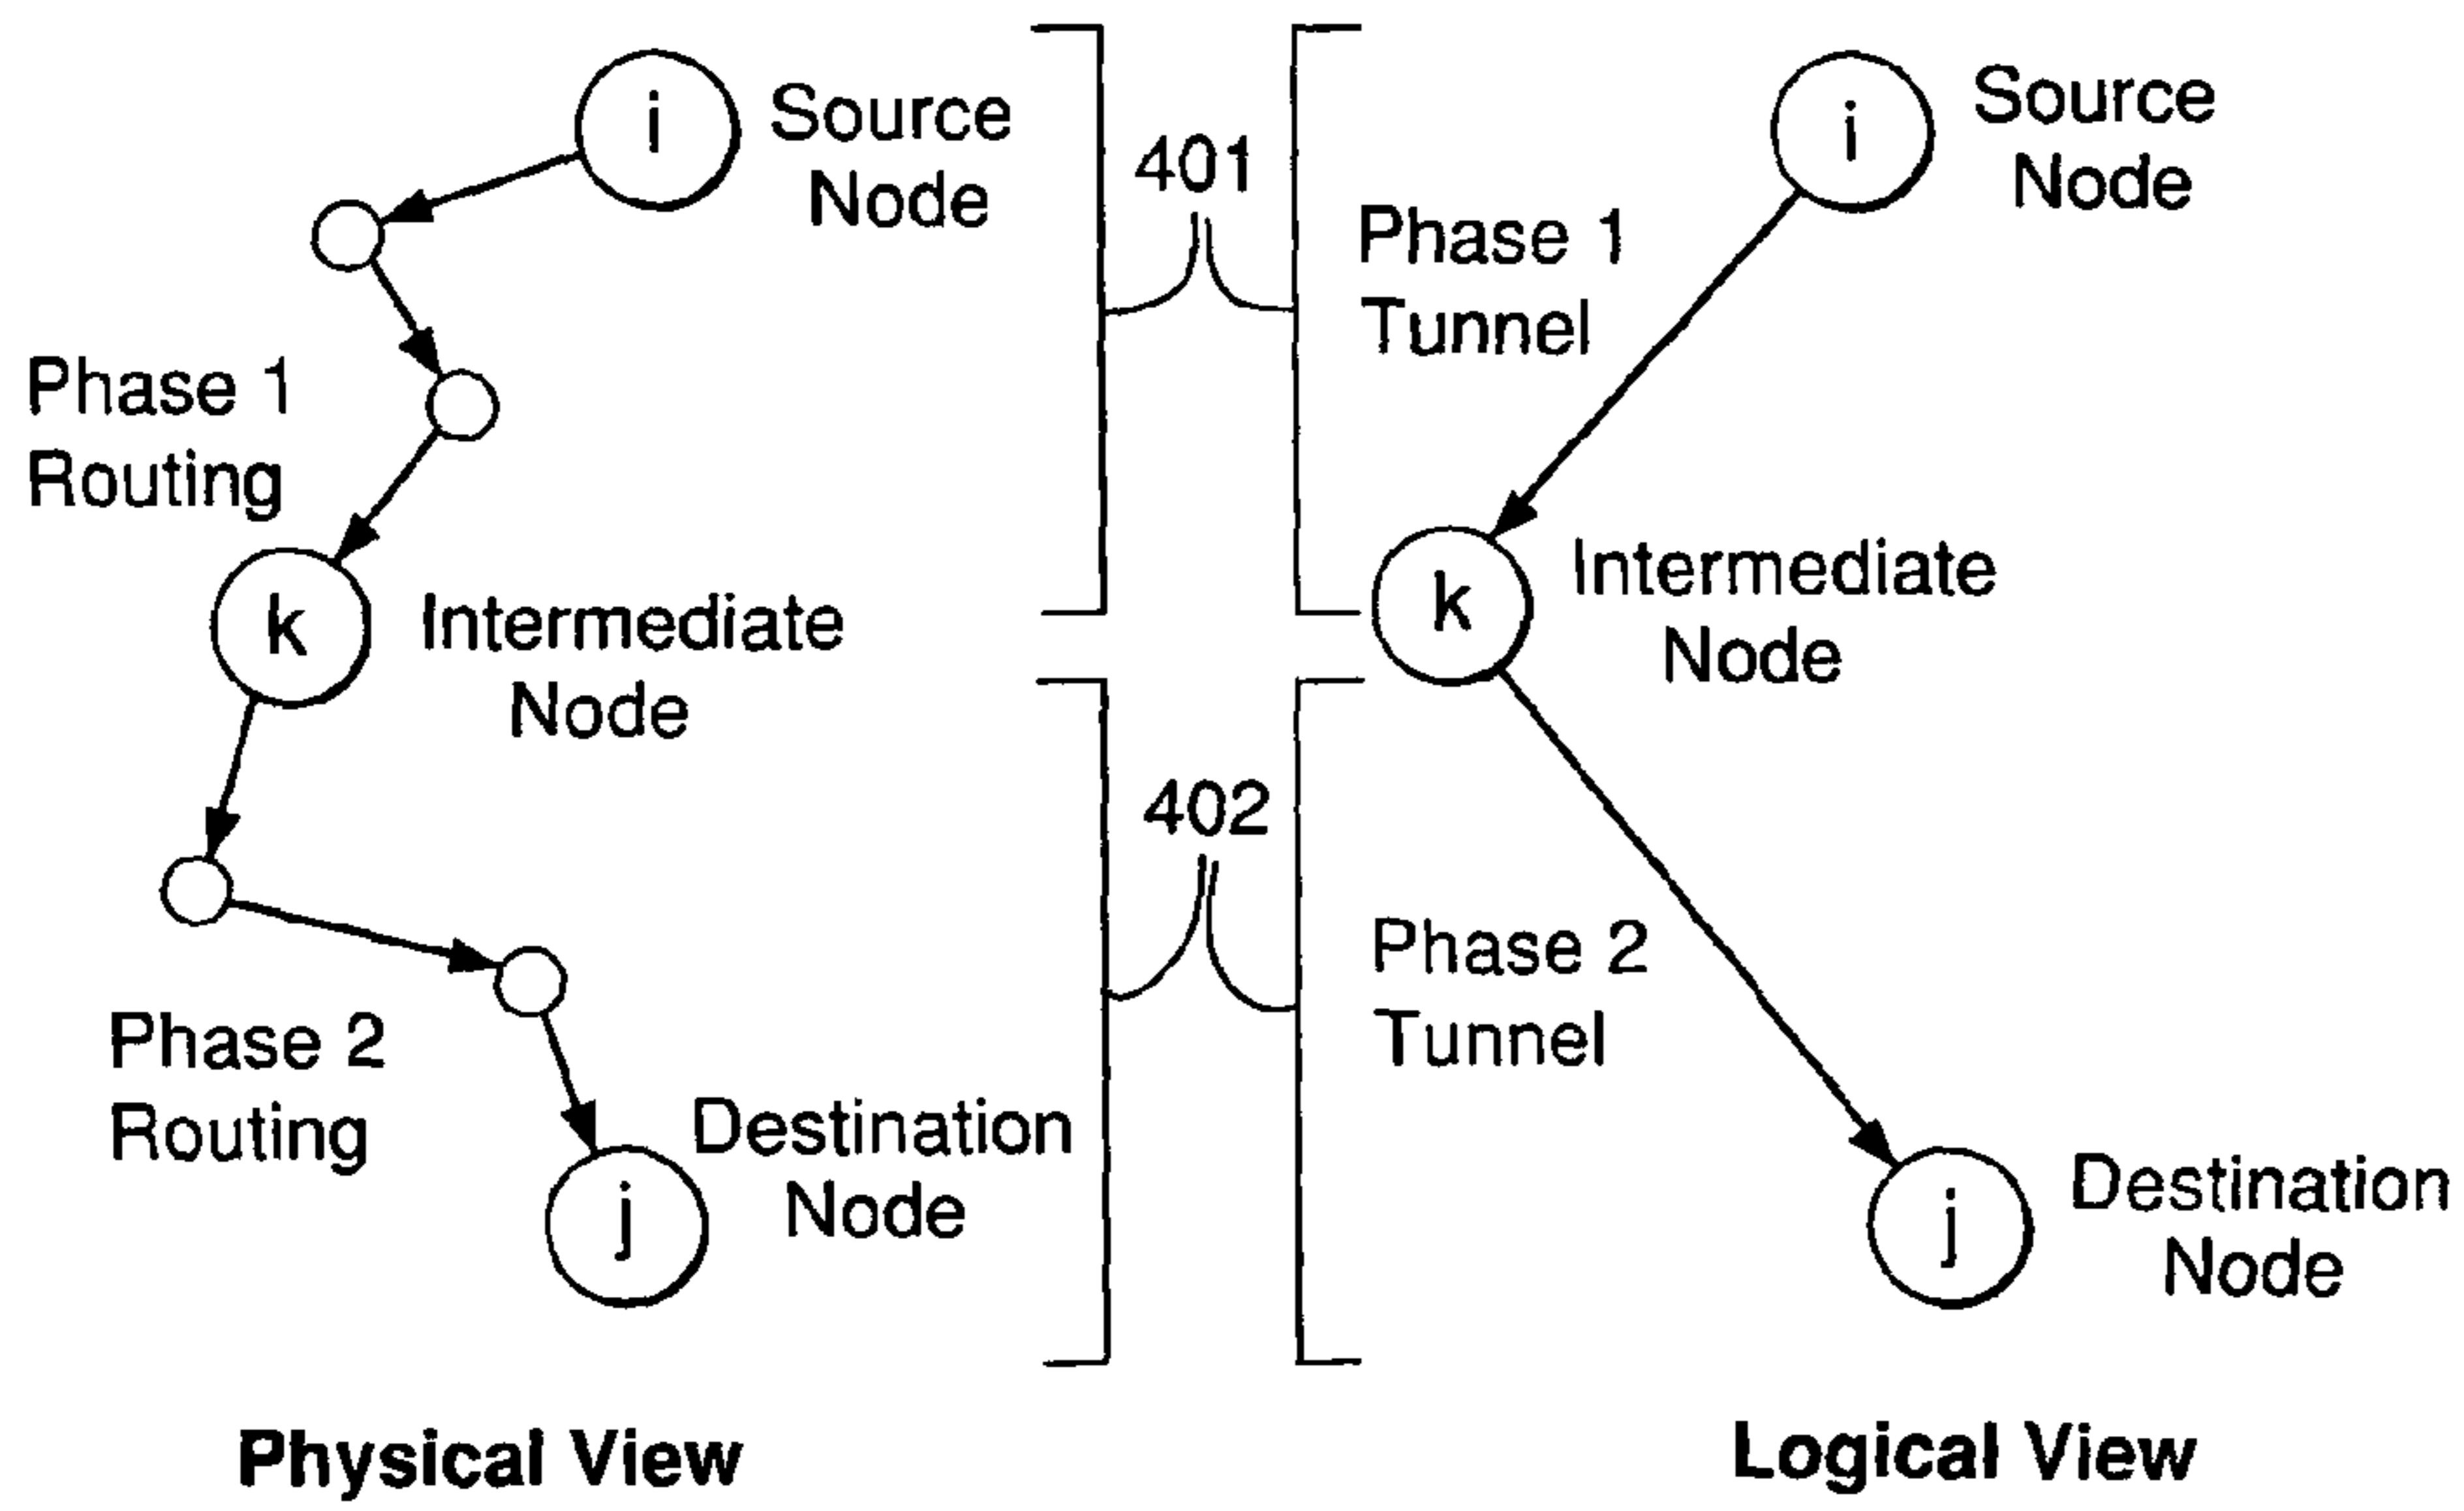 i
Source
Node
Phase 1
Routing
k
Intermediate
Node
Phase 2
Routing
Destination
Node
j
Physical View
401
402
i
Source
Node
Phase 1
Tunnel
k
Intermediate
Node
Phase 2
Tunnel
j
Destination
Node
Logical View